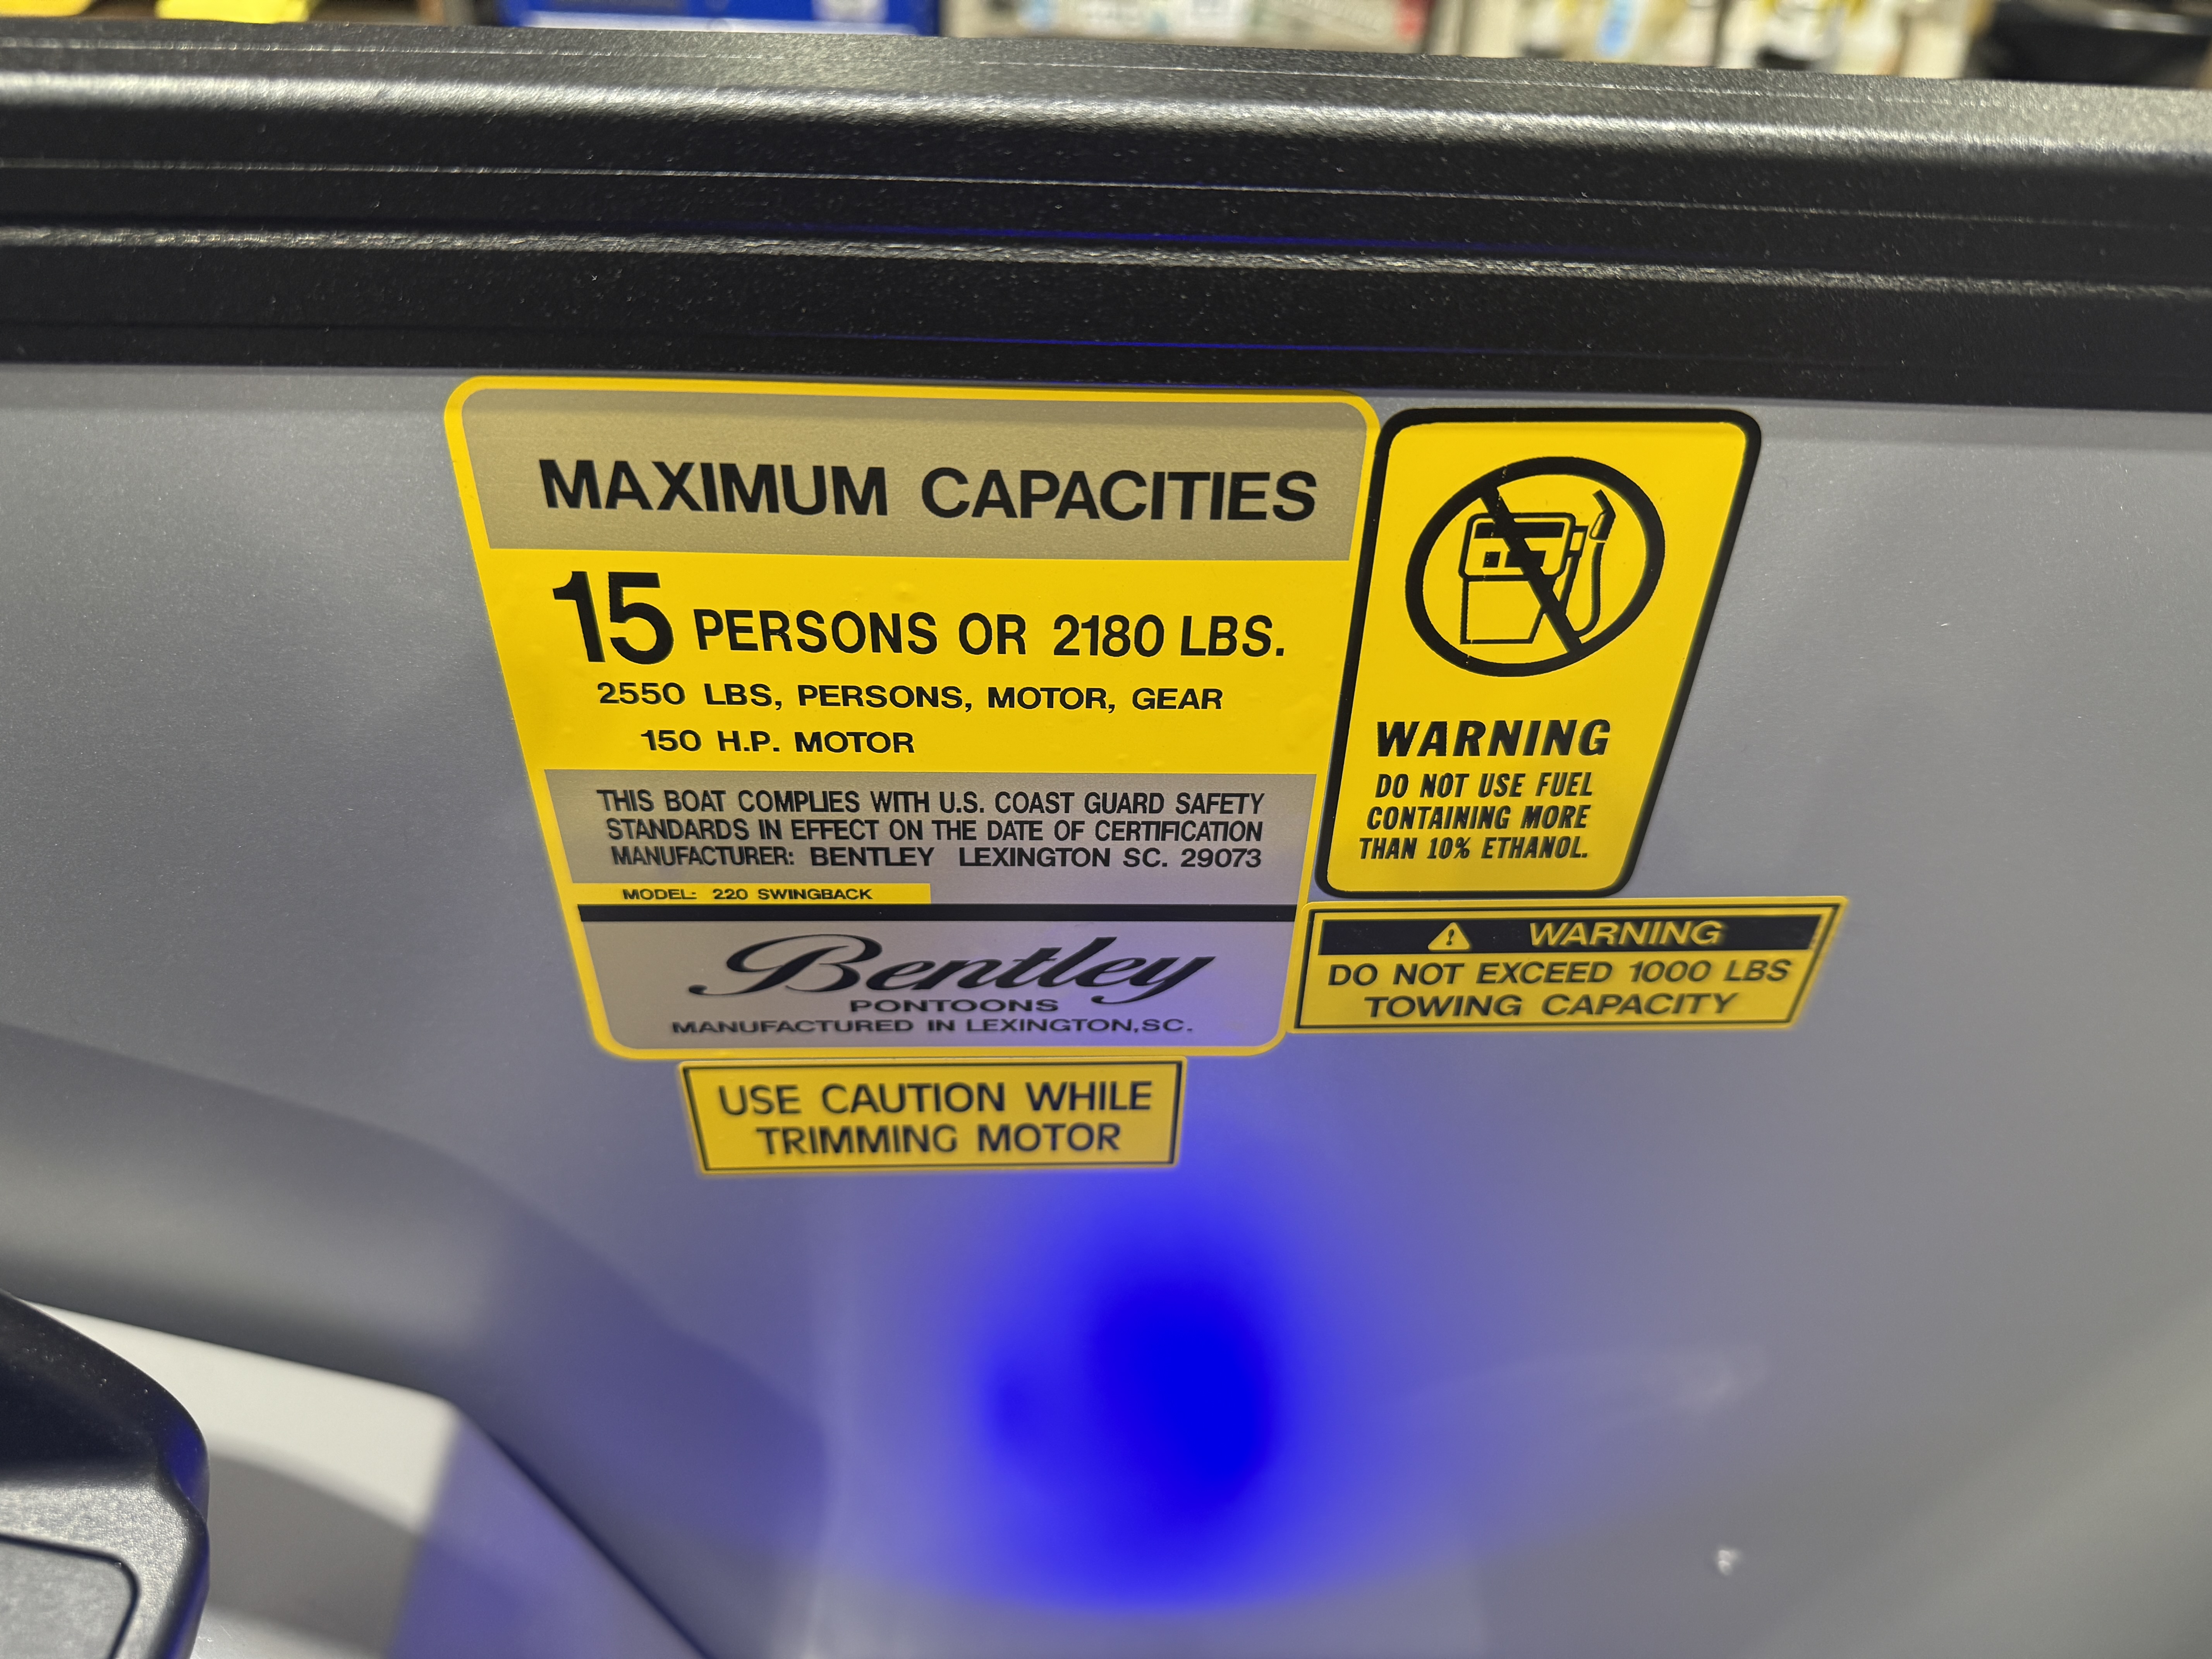 MAXIMUM CAPACITIES
15 PERSONS OR 2180 LBS.
2550 LBS, PERSONS, MOTOR, GEAR
150 H.P. MOTOR
THIS BOAT COMPLIES WITH U.S. COAST GUARD SAFETY
STANDARDS IN EFFECT ON THE DATE OF CERTIFICATION
MANUFACTURER: BENTLEY LEXINGTON SC. 29073
MODEL: 220 SWINGBACK
Bentley
PONTOONS
MANUFACTURED IN LEXINGTON,SC.
USE CAUTION WHILE
TRIMMING MOTOR
WARNING
DO NOT USE FUEL
CONTAINING MORE
THAN 10% ETHANOL.
WARNING
DO NOT EXCEED 1000 LBS
TOWING CAPACITY